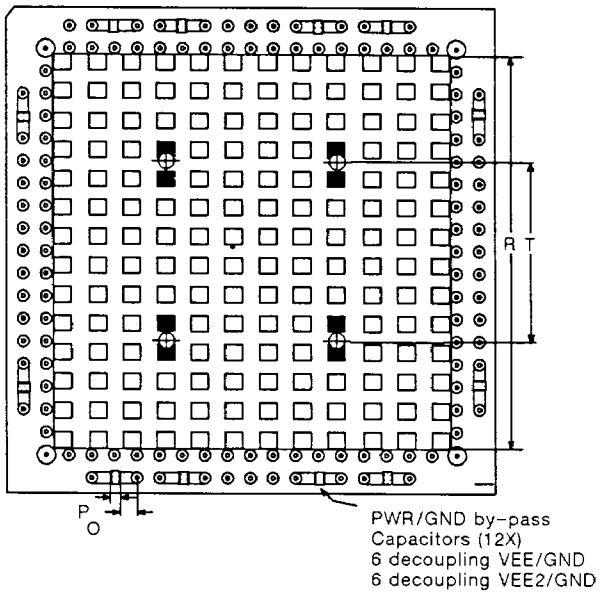 R T
P
O
PWR/GND by-pass
Capacitors (12X)
6 decoupling VEE/GND
6 decoupling VEE2/GND